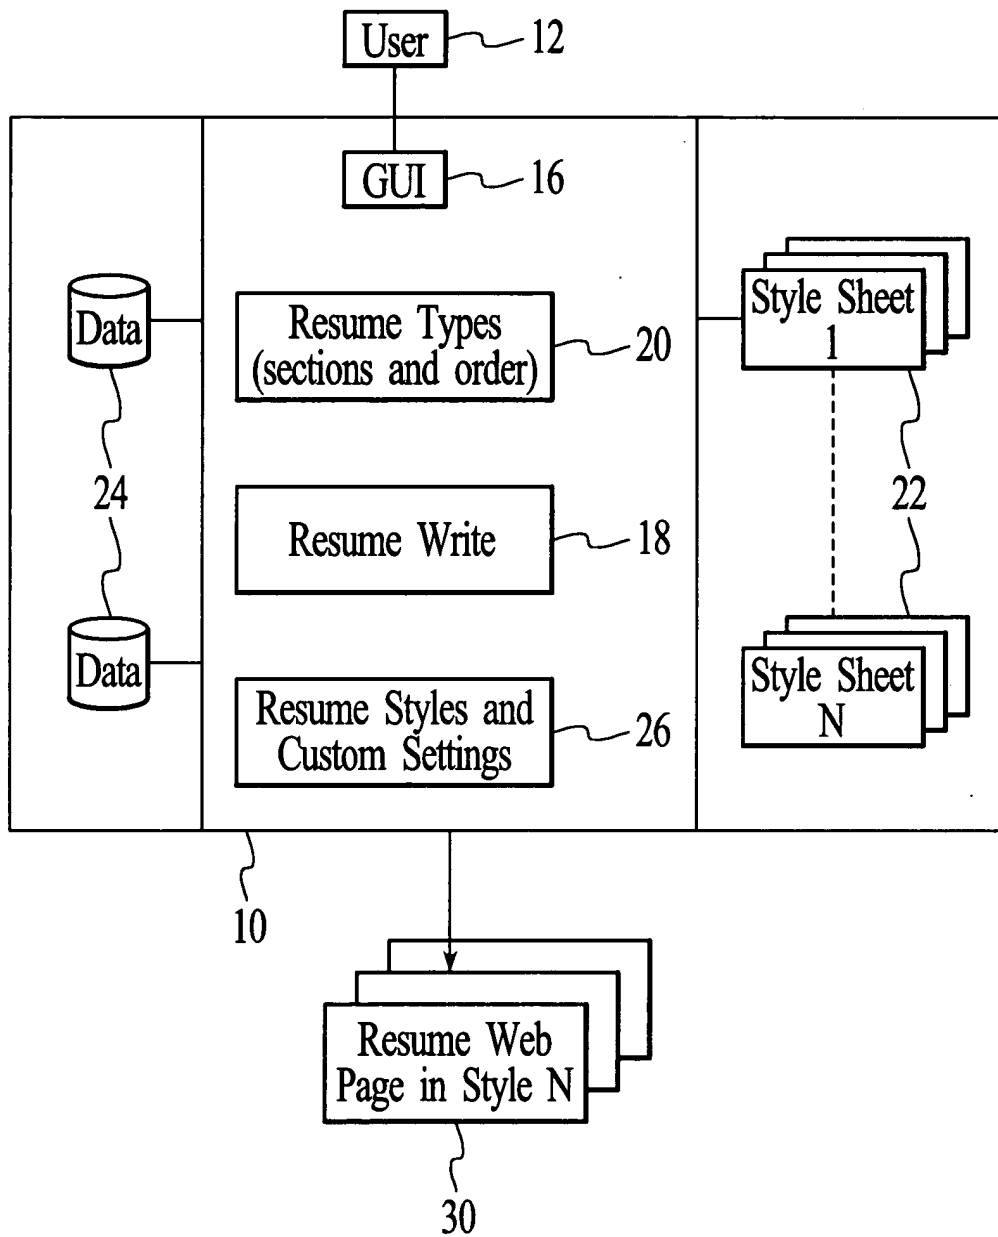 User
12
GUI
16
Data
Resume Types
(sections and order)
20
Style Sheet
1
24
Resume Write
18
22
Data
Resume Styles and
Custom Settings
26
Style Sheet
N
10
Resume Web
Page in Style N
30